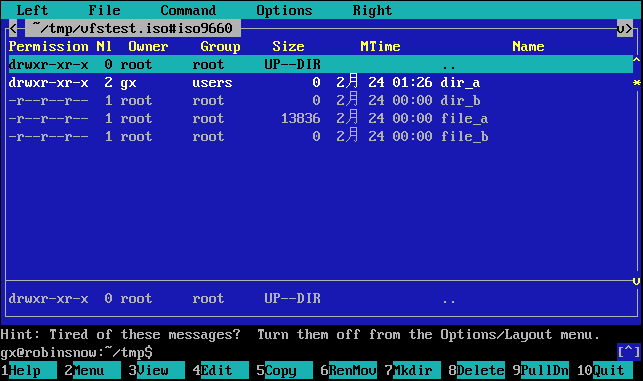 Left File Command Options Right
< ~/tmp/vfstest.iso#iso9660 v>
Permission Nl Owner Group Size MTime Name
drwxr-xr-x 0 root root UP--DIR ..
drwxr-xr-x 2 gx users 0 2月 24 01:26 dir_a
-r--r--r-- 1 root root 0 2月 24 00:00 dir_b
-r--r--r-- 1 root root 13836 2月 24 00:00 file_a
-r--r--r-- 1 root root 0 2月 24 00:00 file_b
drwxr-xr-x 0 root root UP--DIR ..
Hint: Tired of these messages? Turn them off from the Options/Layout menu.
gx@robinsnow:~/tmp$ [^]
1Help 2Menu 3View 4Edit 5Copy 6RenMov 7Mkdir 8Delete 9PullDn 10Quit